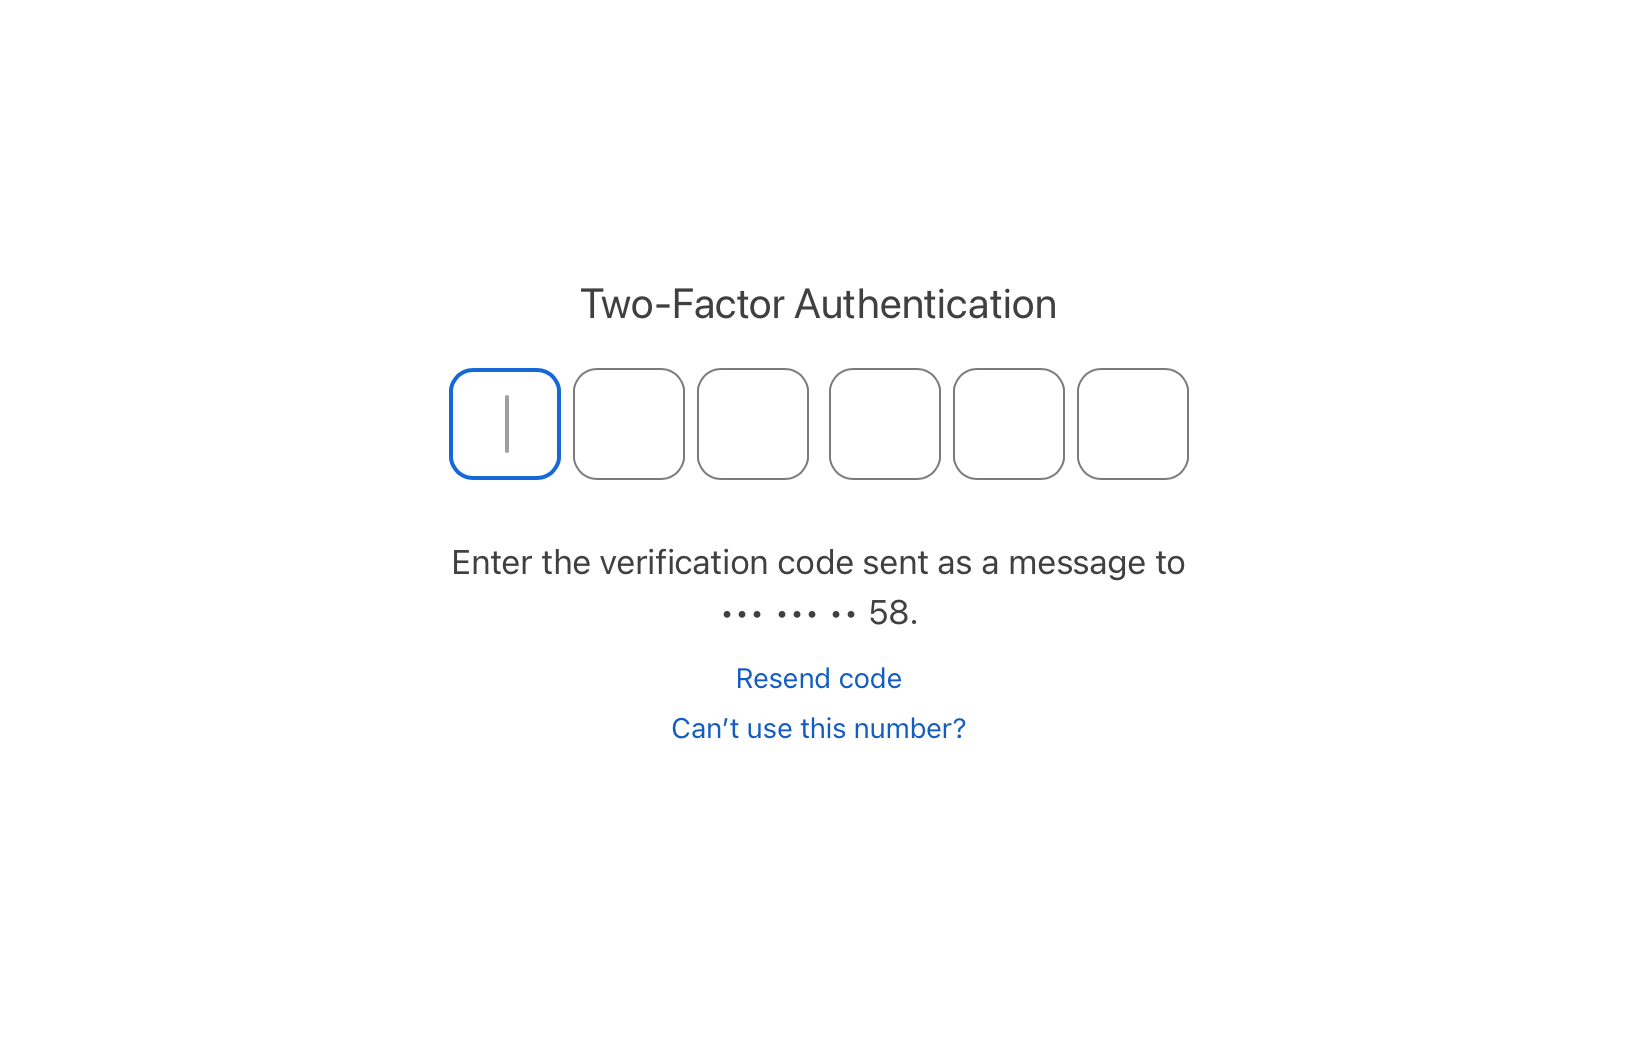 Two-Factor Authentication
Enter the verification code sent as a message to
••• ••• •• 58.
Resend code
Can’t use this number?